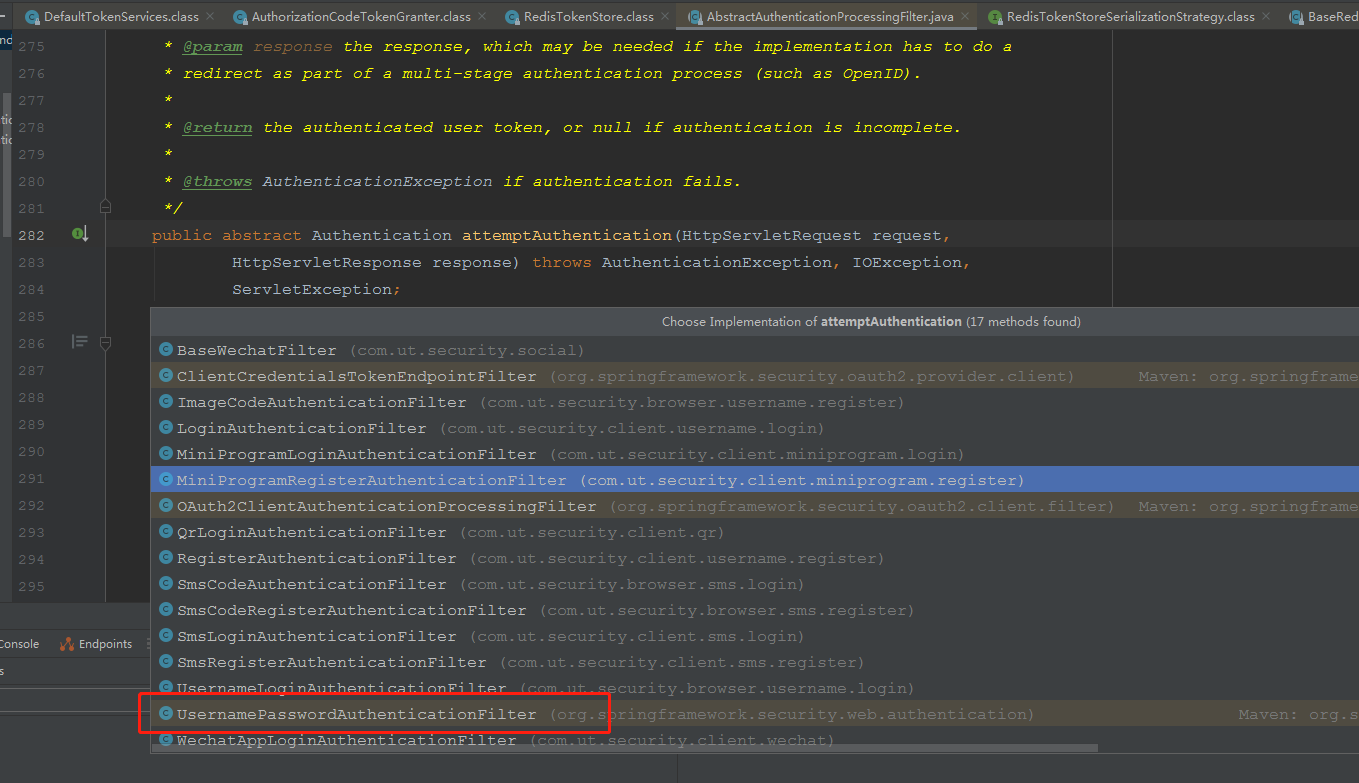 DefaultTokenServices.class × AuthorizationCodeTokenGranter.class × RedisTokenStore.class × AbstractAuthenticationProcessingFilter.java × RedisTokenStoreSerializationStrategy.class × BaseRed
275 * @param response the response, which may be needed if the implementation has to do a
276 * redirect as part of a multi-stage authentication process (such as OpenID).
277 *
278 * @return the authenticated user token, or null if authentication is incomplete.
279 *
280 * @throws AuthenticationException if authentication fails.
281 */
282 public abstract Authentication attemptAuthentication(HttpServletRequest request,
283 HttpServletResponse response) throws AuthenticationException, IOException,
284 ServletException;
285
Choose Implementation of attemptAuthentication (17 methods found)
286
BaseWechatFilter (com.ut.security.social)
287
ClientCredentialsTokenEndpointFilter (org.springframework.security.oauth2.provider.client) Maven: org.springframe
288
ImageCodeAuthenticationFilter (com.ut.security.browser.username.register)
289
LoginAuthenticationFilter (com.ut.security.client.username.login)
290
MiniProgramLoginAuthenticationFilter (com.ut.security.client.miniprogram.login)
291
MiniProgramRegisterAuthenticationFilter (com.ut.security.client.miniprogram.register)
292
OAuth2ClientAuthenticationProcessingFilter (org.springframework.security.oauth2.client.filter) Maven: org.springframe
293
QrLoginAuthenticationFilter (com.ut.security.client.qr)
294
RegisterAuthenticationFilter (com.ut.security.client.username.register)
295
SmsCodeAuthenticationFilter (com.ut.security.browser.sms.login)
SmsCodeRegisterAuthenticationFilter (com.ut.security.browser.sms.register)
Console Endpoints
SmsLoginAuthenticationFilter (com.ut.security.client.sms.login)
SmsRegisterAuthenticationFilter (com.ut.security.client.sms.register)
UsernameLoginAuthenticationFilter (com.ut.security.browser.username.login)
UsernamePasswordAuthenticationFilter (org.springframework.security.web.authentication) Maven: org.s
WechatAppLoginAuthenticationFilter (com.ut.security.client.wechat)